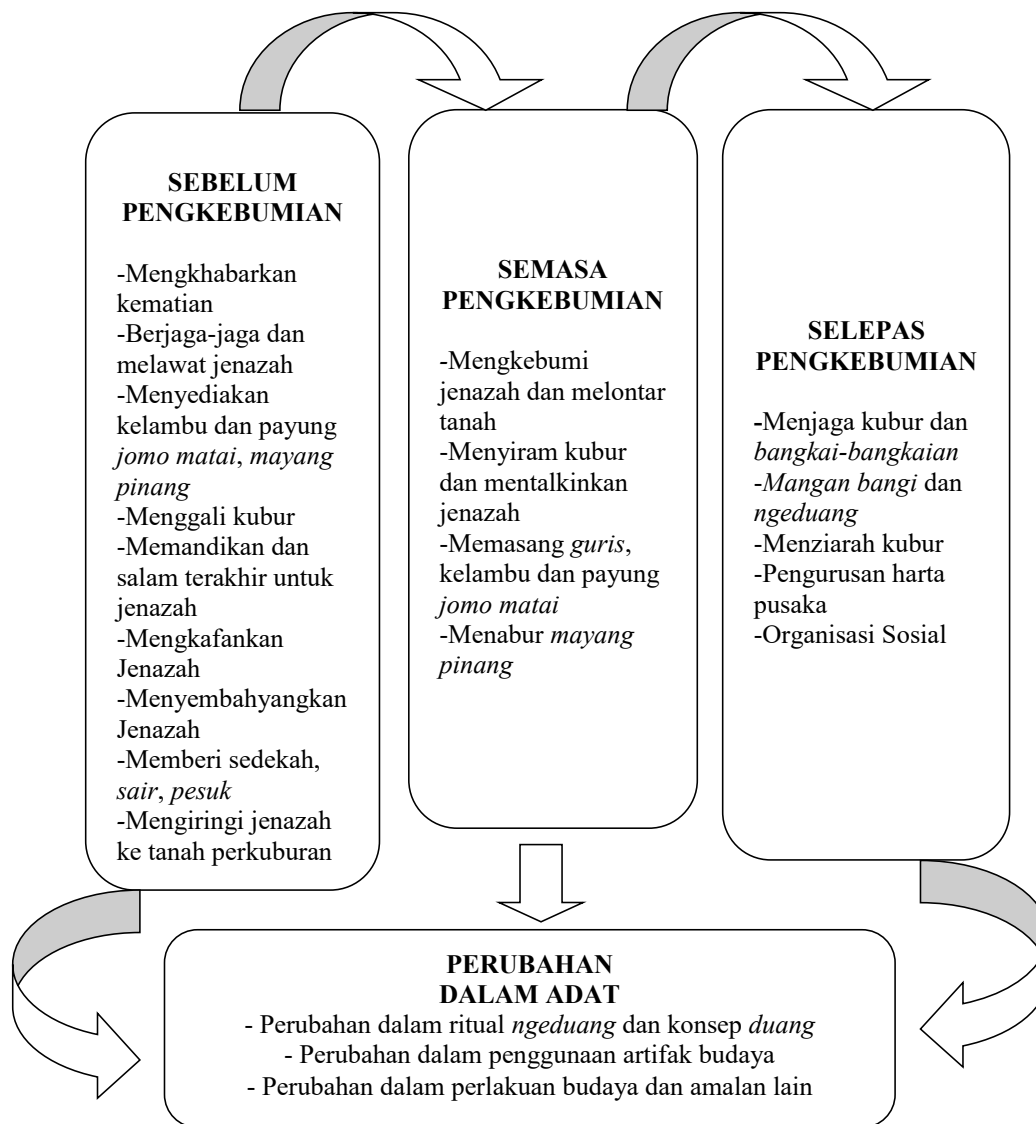 SEBELUM
PENGKEBUMIAN
-Mengkhabarkan
kematian
-Berjaga-jaga dan
melawat jenazah
-Menyediakan
kelambu dan payung
jomo matai, mayang
pinang
-Menggali kubur
-Memandikan dan
salam terakhir untuk
jenazah
-Mengkafankan
Jenazah
-Menyembahyangkan
Jenazah
-Memberi sedekah,
sair, pesuk
-Mengiringi jenazah
ke tanah perkuburan
SEMASA
PENGKEBUMIAN
-Mengkebumi
jenazah dan melontar
tanah
-Menyiram kubur
dan mentalkinkan
jenazah
-Memasang guris,
kelambu dan payung
jomo matai
-Menabur mayang
pinang
SELEPAS
PENGKEBUMIAN
-Menjaga kubur dan
bangkai-bangkaian
-Mangan bangi dan
ngeduang
-Menziarah kubur
-Pengurusan harta
pusaka
-Organisasi Sosial
PERUBAHAN
DALAM ADAT
- Perubahan dalam ritual ngeduang dan konsep duang
- Perubahan dalam penggunaan artifak budaya
- Perubahan dalam perlakuan budaya dan amalan lain